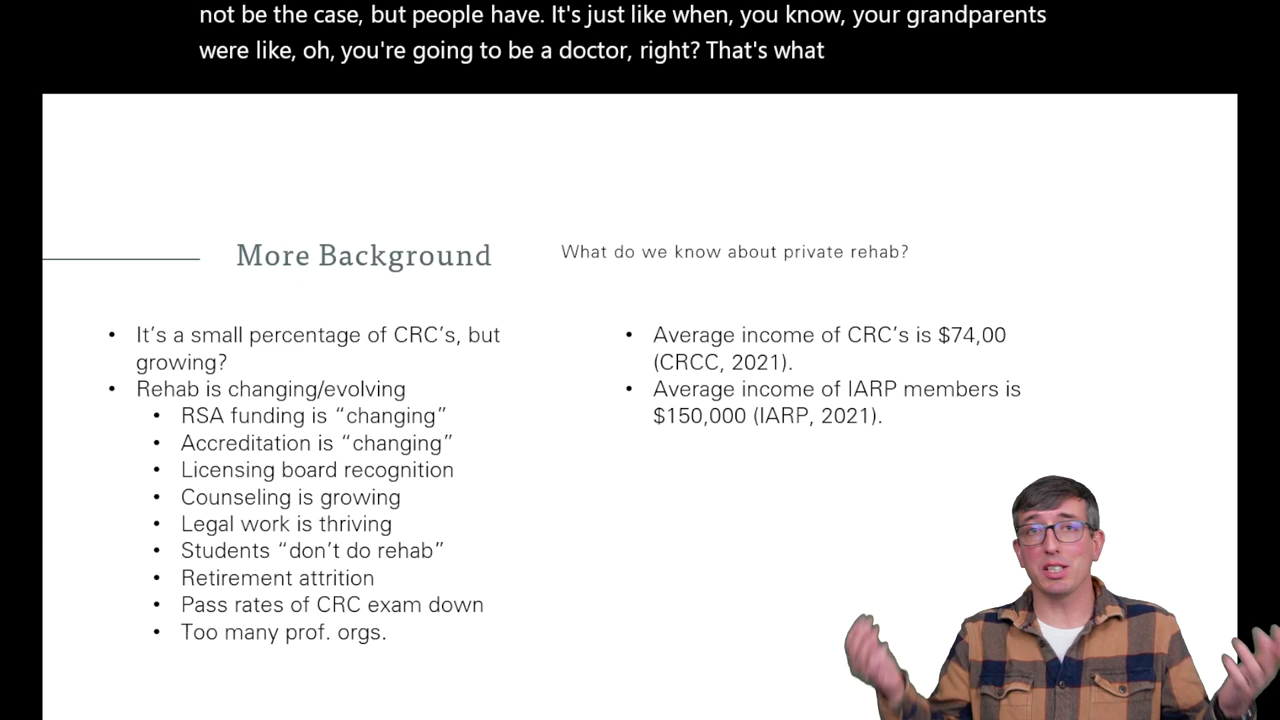 not be the case, but people have. It's just like when, you know, your grandparents
were like, oh, you're going to be a doctor, right? That's what
More Background
What do we know about private rehab?
• It’s a small percentage of CRC’s, but
growing?
• Rehab is changing/evolving
• RSA funding is “changing”
• Accreditation is “changing”
• Licensing board recognition
• Counseling is growing
• Legal work is thriving
• Students “don’t do rehab”
• Retirement attrition
• Pass rates of CRC exam down
• Too many prof. orgs.
• Average income of CRC’s is $74,00
(CRCC, 2021).
• Average income of IARP members is
$150,000 (IARP, 2021).